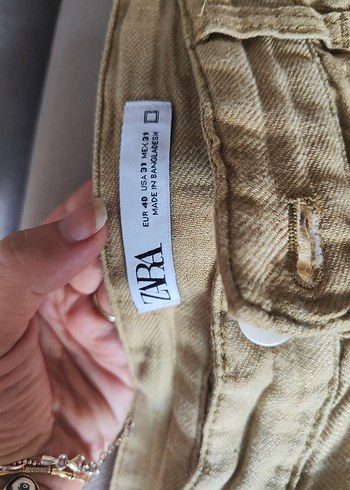 ZARA
EUR 40 USA 31 MEX 31
MADE IN BANGLADESH